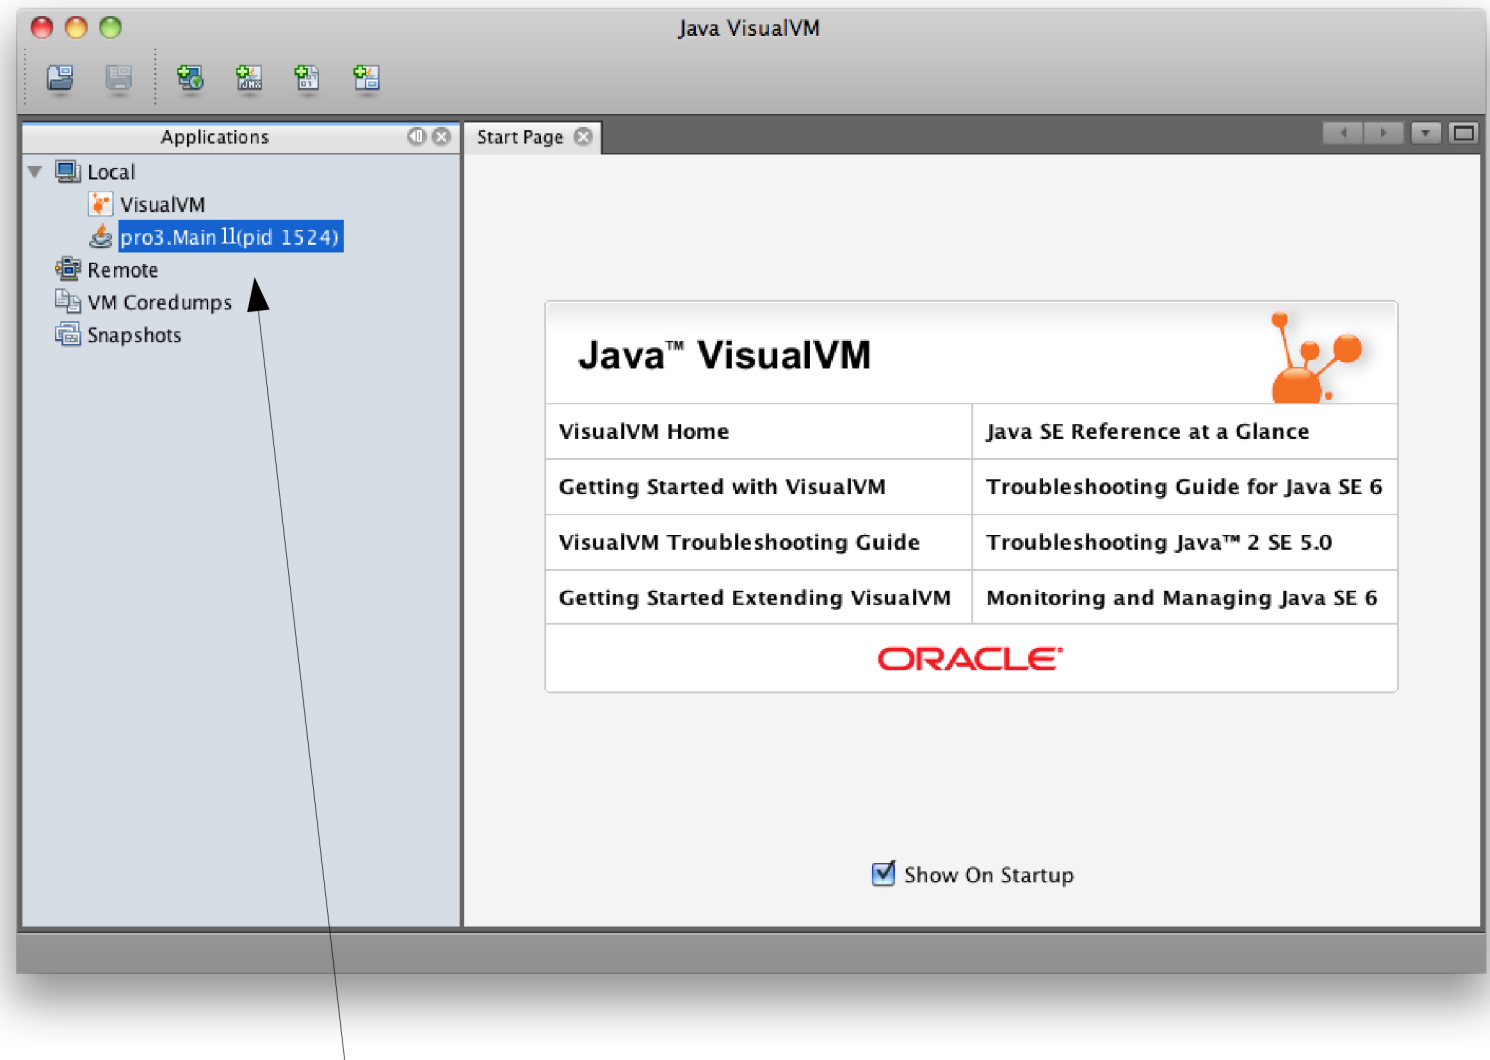 Java VisualVM
JMX
Applications
Start Page
Local
VisualVM
pro3.Main11(pid 1524)
Remote
VM Coredumps
Snapshots
Java™ VisualVM
VisualVM Home
Java SE Reference at a Glance
Getting Started with VisualVM
Troubleshooting Guide for Java SE 6
VisualVM Troubleshooting Guide
Troubleshooting Java™ 2 SE 5.0
Getting Started Extending VisualVM
Monitoring and Managing Java SE 6
ORACLE
Show On Startup